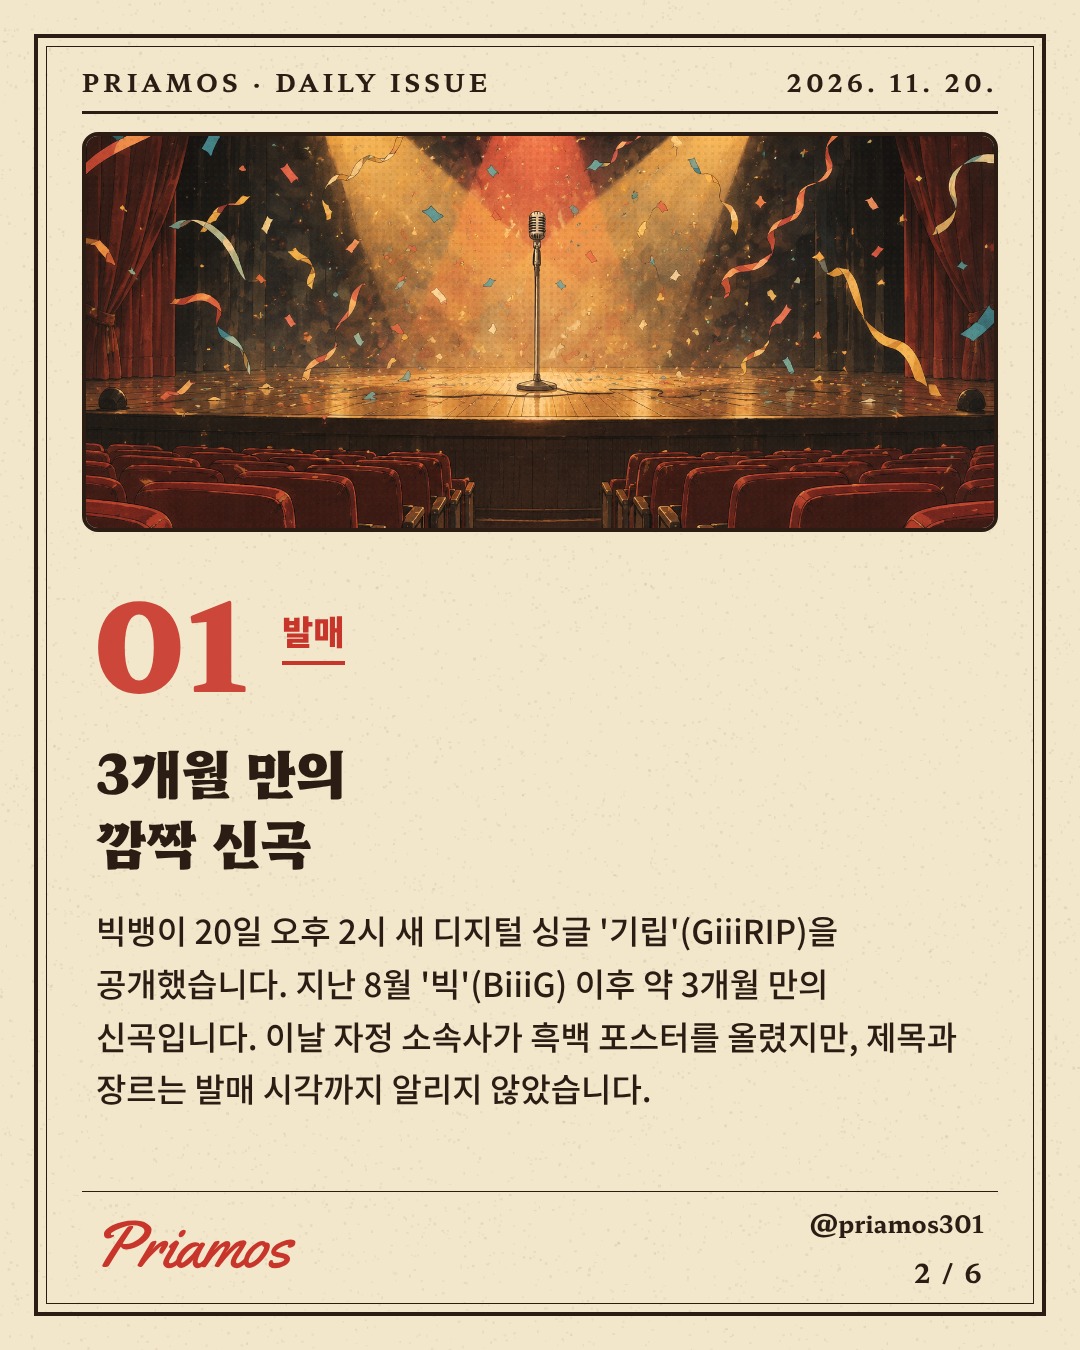 PRIAMOS · DAILY ISSUE
2026. 11. 20.
01
발매
3개월 만의
깜짝 신곡
빅뱅이 20일 오후 2시 새 디지털 싱글 '기립'(GiiiRIP)을
공개했습니다. 지난 8월 '빅'(BiiiG) 이후 약 3개월 만의
신곡입니다. 이날 자정 소속사가 흑백 포스터를 올렸지만, 제목과
장르는 발매 시각까지 알리지 않았습니다.
Priamos
@priamos301
2 / 6